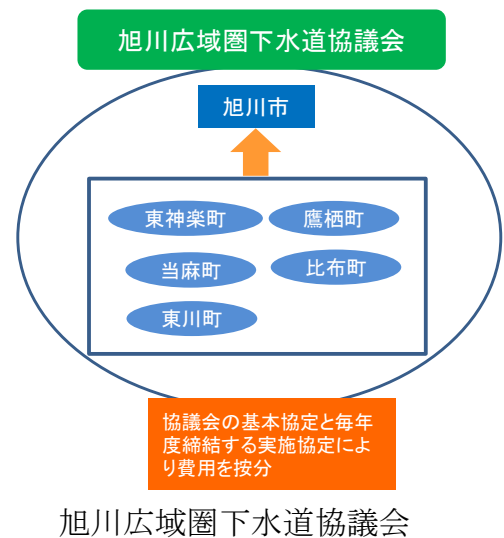 旭川広域圏下水道協議会
旭川市
東神楽町
鷹栖町
当麻町
比布町
東川町
協議会の基本協定と毎年
度締結する実施協定によ
り費用を按分
旭川広域圏下水道協議会